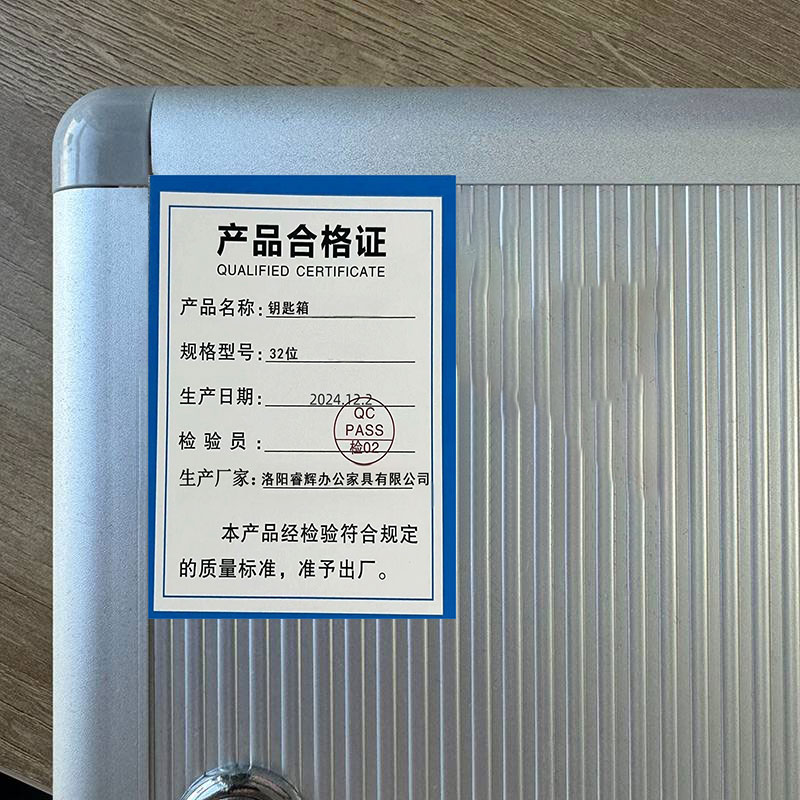 产品合格证
QUALIFIED CERTIFICATE
产品名称:钥匙箱
规格型号:32位
生产日期:2024.12.2
检验员:
QC
PASS
检02
生产厂家:洛阳睿辉办公家具有限公司
本产品经检验符合规定
的质量标准，准予出厂。